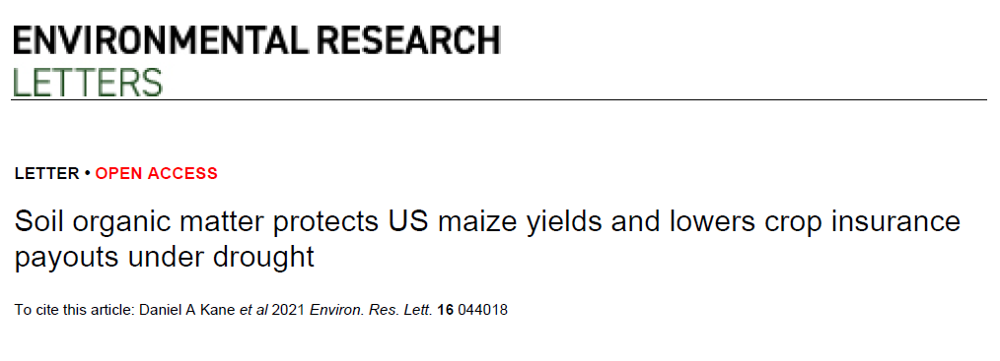 ENVIRONMENTAL RESEARCH
LETTERS
LETTER • OPEN ACCESS
Soil organic matter protects US maize yields and lowers crop insurance
payouts under drought
To cite this article: Daniel A Kane et al 2021 Environ. Res. Lett. 16 044018